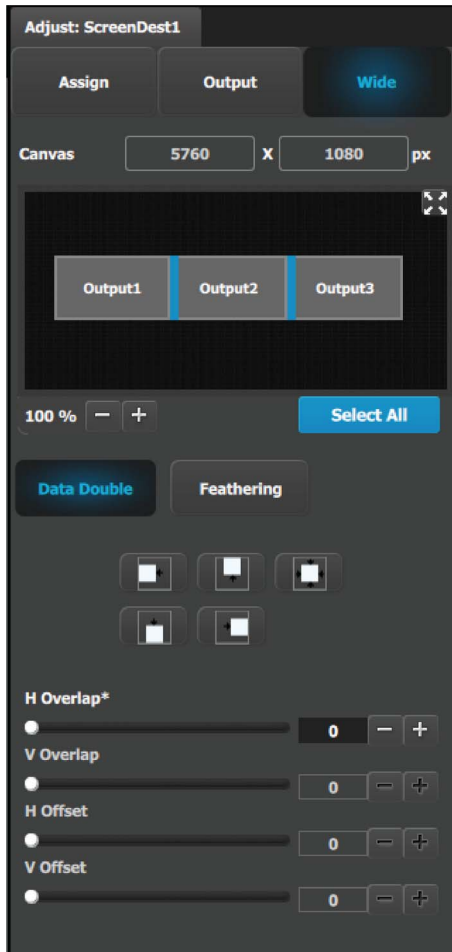 Adjust: ScreenDest1
Assign Output Wide
Canvas 5760 X 1080 px
Output1 Output2 Output3
100 % − + Select All
Data Double Feathering
H Overlap*
0 − +
V Overlap
0 − +
H Offset
0 − +
V Offset
0 − +